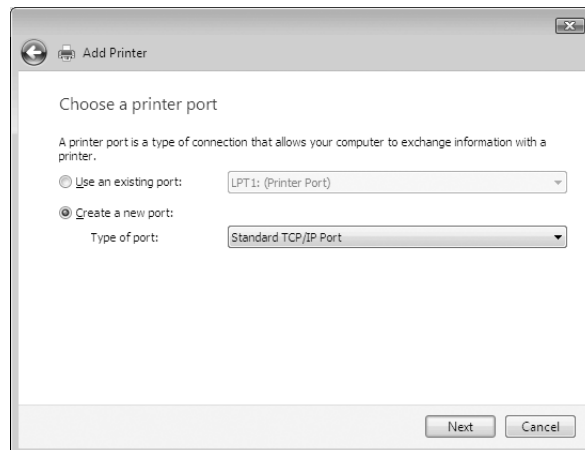 Add Printer
Choose a printer port
A printer port is a type of connection that allows your computer to exchange information with a
printer.
Use an existing port: LPT1: (Printer Port)
Create a new port:
Type of port: Standard TCP/IP Port
Next Cancel